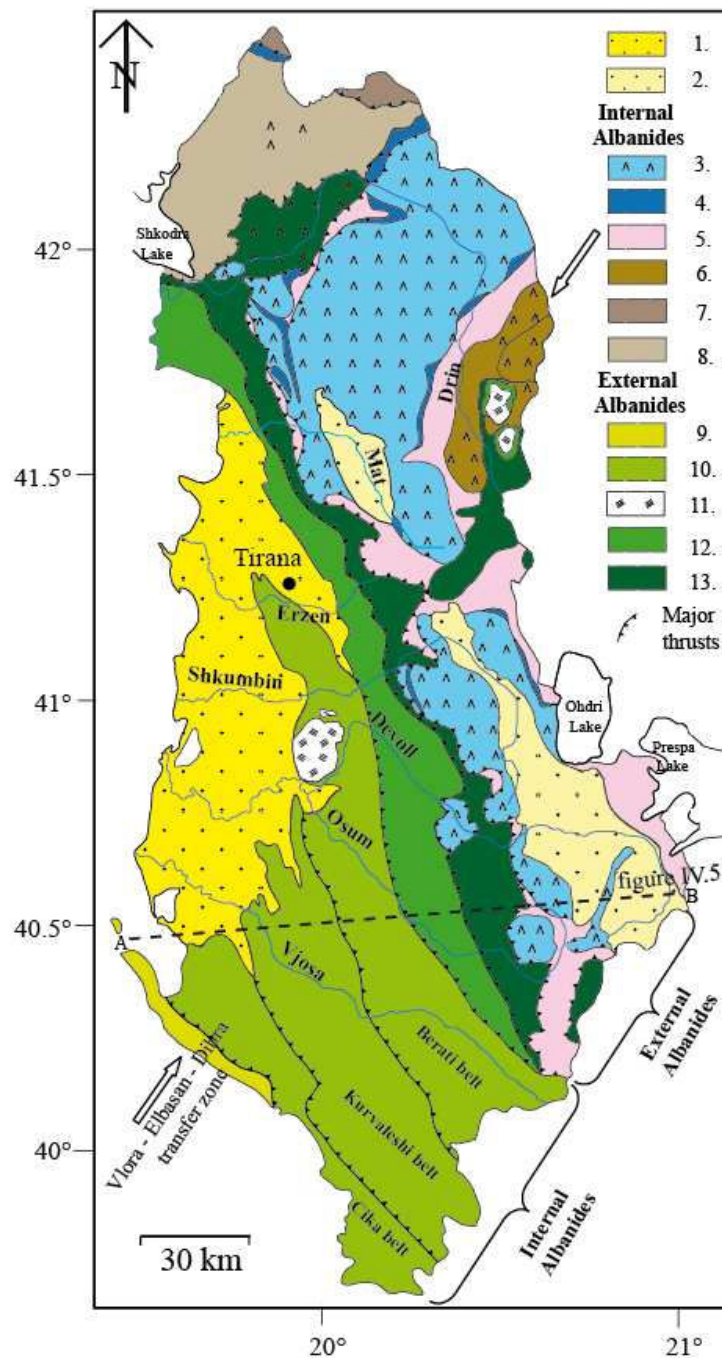 N
1.
2.
Internal
Albanides
3.
4.
5.
6.
7.
8.
External
Albanides
9.
10.
11.
12.
13.
Major
thrusts
42°
41.5°
41°
40.5°
40°
20°
21°
Shkodra
Lake
Drin
Mat
Tirana
Erzen
Shkumbin
Devoll
Ohdri
Lake
Prespa
Lake
Osum
figure IV.5
A
B
Vjosa
Berati belt
Kurvaleshi belt
Cika belt
Vlora - Elbasan - Dibra
transfer zone
External
Albanides
Internal
Albanides
30 km